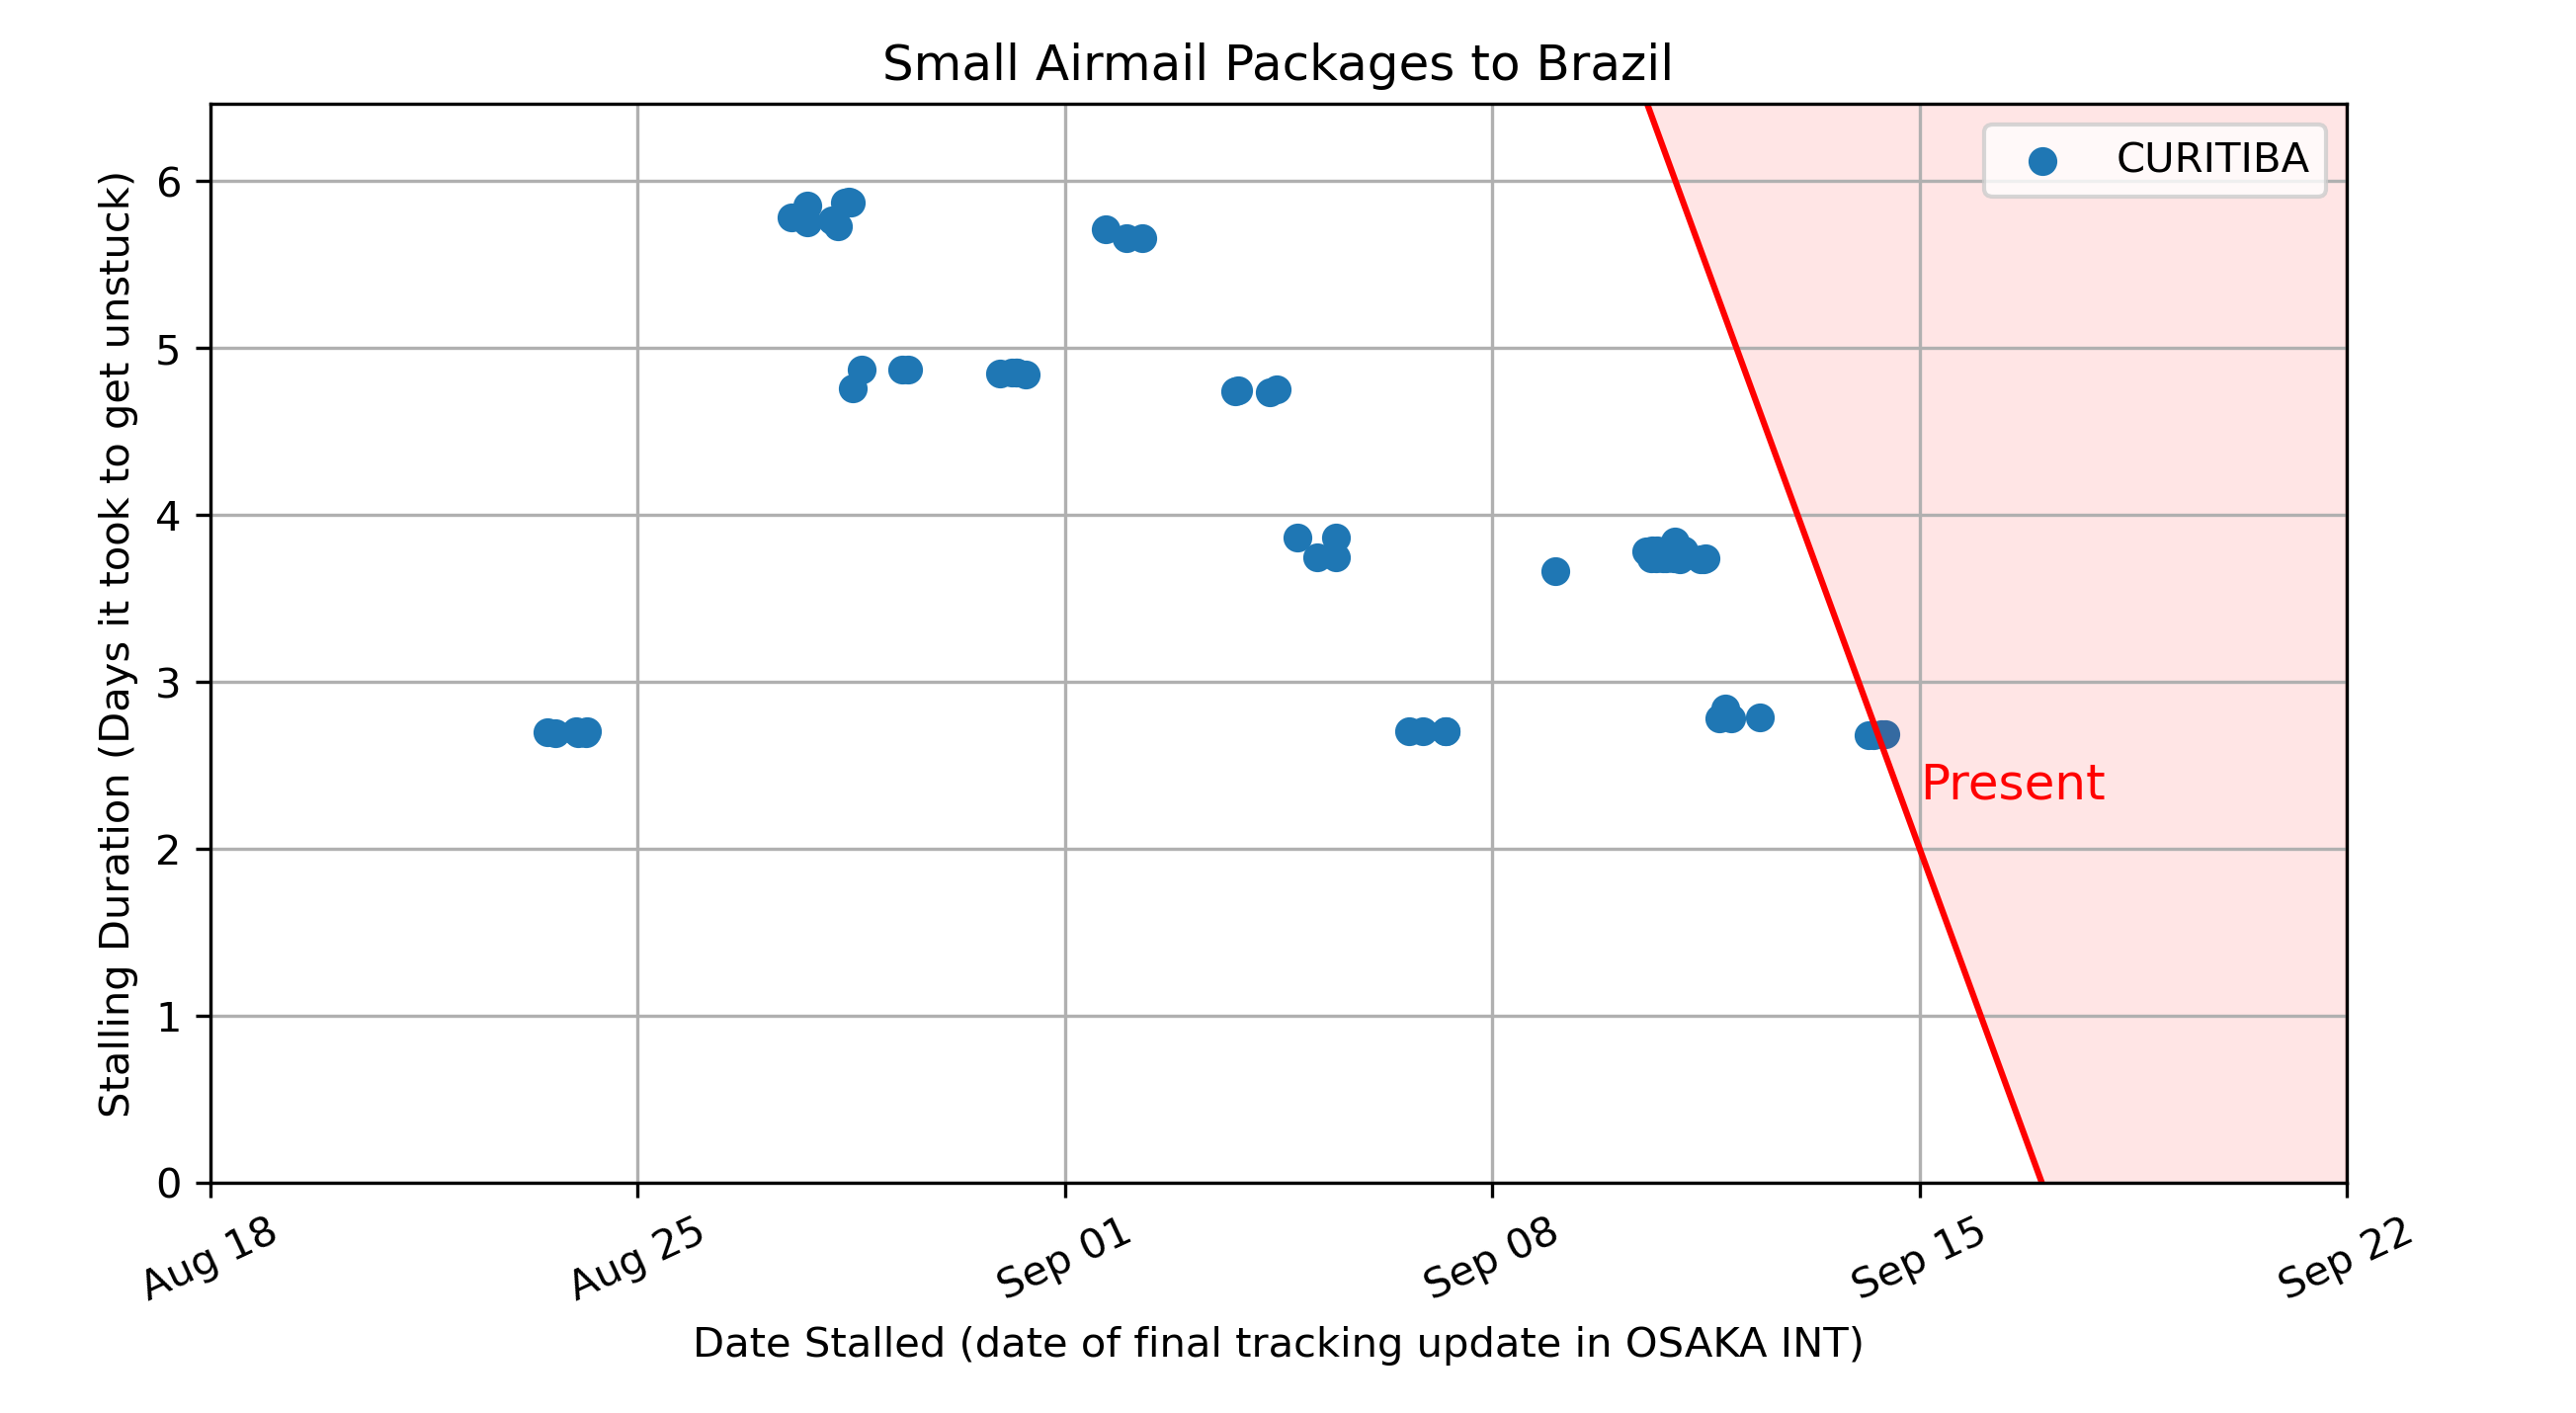 Small Airmail Packages to Brazil
CURITIBA
Stalling Duration (Days it took to get unstuck)
6
5
4
3
2
1
0
Present
Aug 18
Aug 25
Sep 01
Sep 08
Sep 15
Sep 22
Date Stalled (date of final tracking update in OSAKA INT)